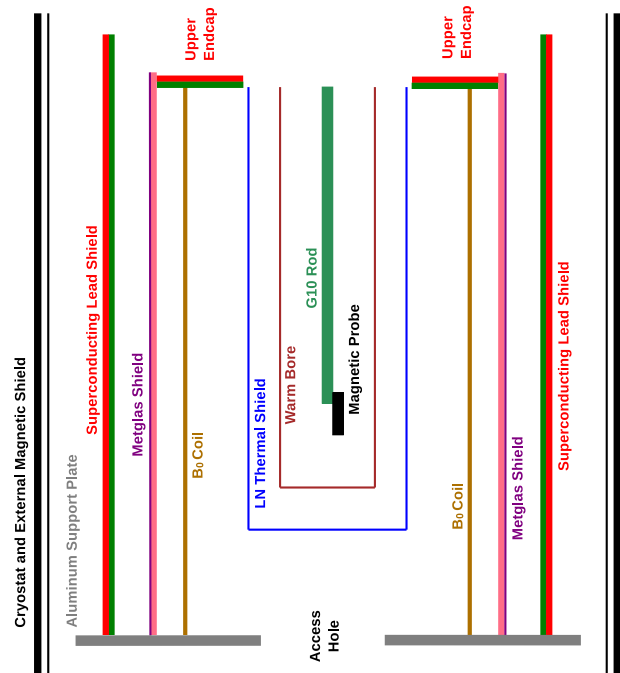 Upper
Endcap
Upper
Endcap
Superconducting Lead Shield
Metglas Shield
B₀ Coil
LN Thermal Shield
Warm Bore
G10 Rod
Magnetic Probe
B₀ Coil
Metglas Shield
Superconducting Lead Shield
Cryostat and External Magnetic Shield
Aluminum Support Plate
Access
Hole